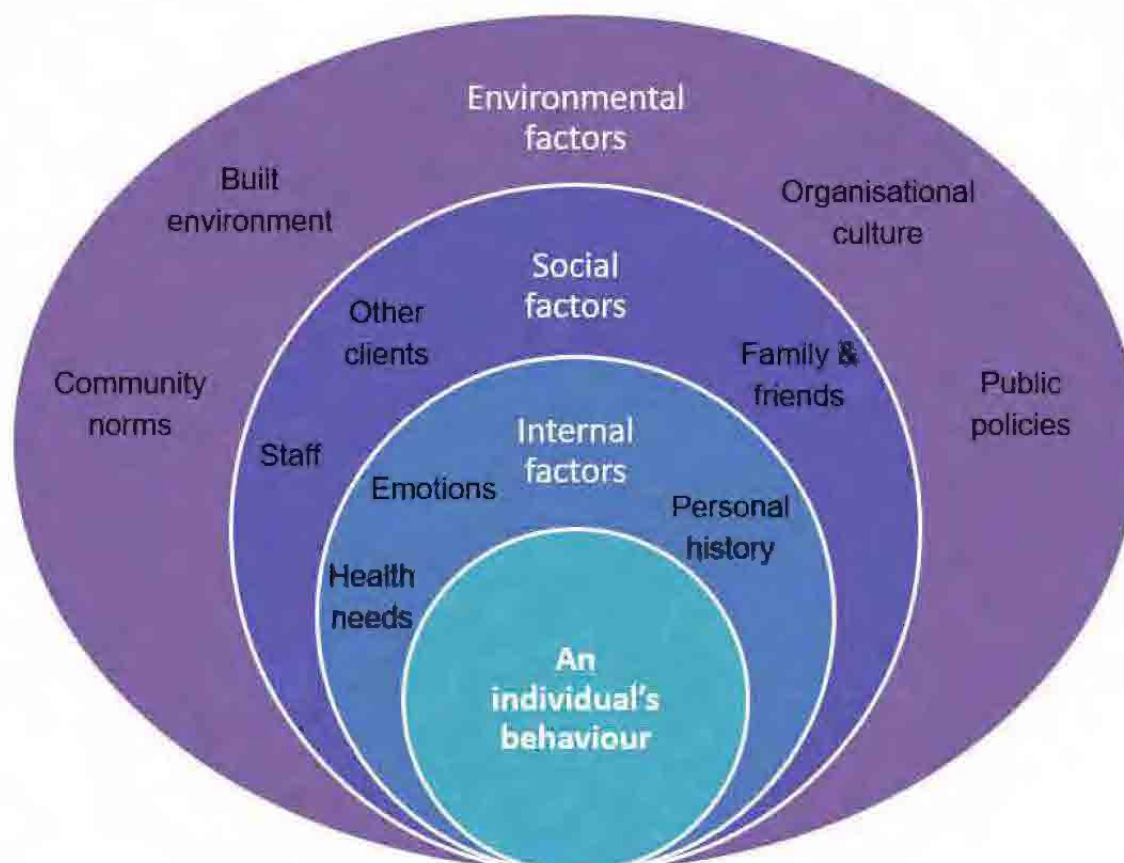 Environmental
factors
Built
environment
Organisational
culture
Social
factors
Other
clients
Family &
friends
Community
norms
Public
policies
Internal
factors
Staff
Emotions
Personal
history
Health
needs
An
individual's
behaviour